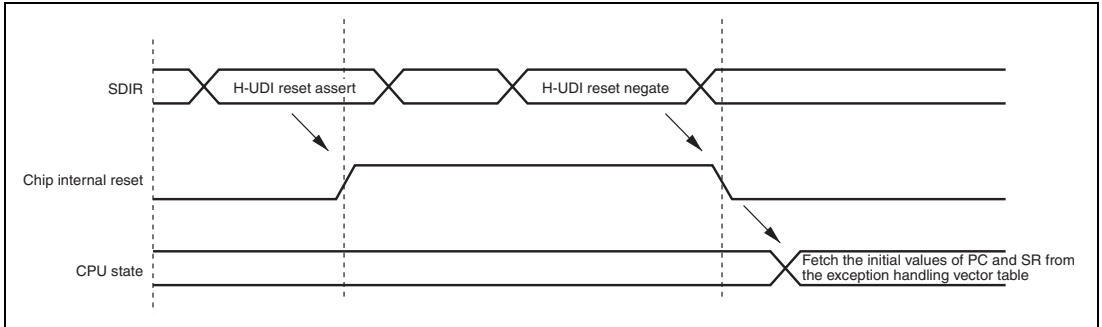 SDIR
H-UDI reset assert
H-UDI reset negate
Chip internal reset
CPU state
Fetch the initial values of PC and SR from
the exception handling vector table